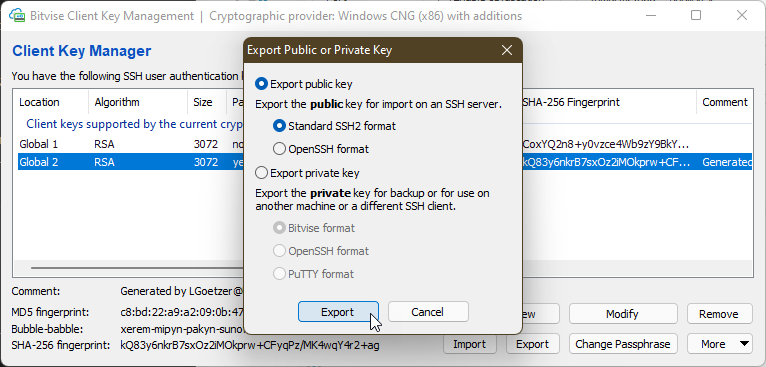 Bitvise Client Key Management | Cryptographic provider: Windows CNG (x86) with additions
Client Key Manager
You have the following SSH user authentication
Location Algorithm Size SHA-256 Fingerprint Comment
Client keys supported by the current
Global 1 RSA 3072 CoxYQ2n8+y0vzce4Wb9zY9BkY...
Global 2 RSA 3072 kQ83y6nkrB7sxOz2iMOkprw+CF... Generated
Export Public or Private Key
Export public key
Export the public key for import on an SSH server.
Standard SSH2 format
OpenSSH format
Export private key
Export the private key for backup or for use on
another machine or a different SSH client.
Bitvise format
OpenSSH format
PuTTY format
Export Cancel
Comment: Generated by LGoetzer@
MD5 fingerprint: c8:bd:22:a9:a2:09:0b:47
Bubble-babble: xerem-mipyn-pakyn-suno
SHA-256 fingerprint: kQ83y6nkrB7sxOz2iMOkprw+CFyqPz/MK4wqY4r2+ag
Modify Remove
Import Export Change Passphrase More